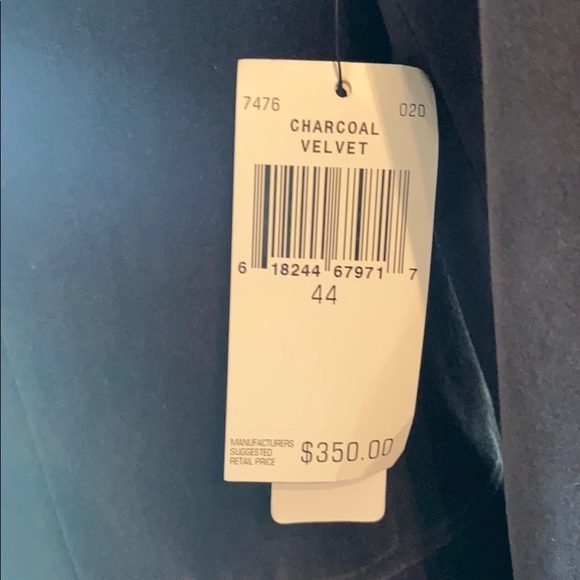 7476 020
CHARCOAL
VELVET
6 18244 67971 7
44
MANUFACTURERS
SUGGESTED
RETAIL PRICE
$350.00